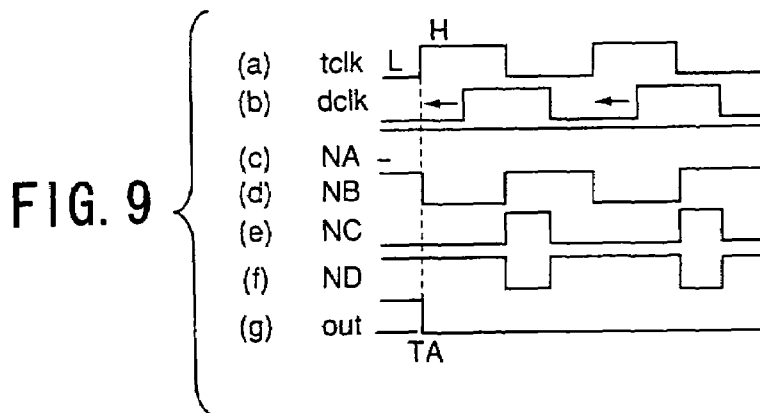 FIG. 9
H
(a) tclk L
(b) dclk
(c) NA
(d) NB
(e) NC
(f) ND
(g) out
TA